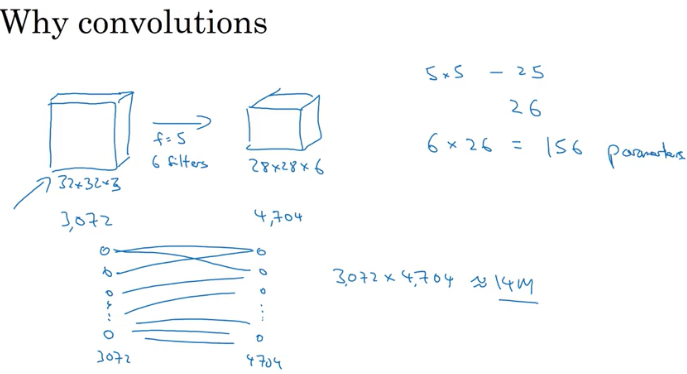 Why convolutions
5×5 - 25
26
6 × 26 = 156 parameters
f=5
6 filters
32×32×3
28×28×6
3,072
4,704
3,072 × 4,704 ≈ 14M
3072
4704